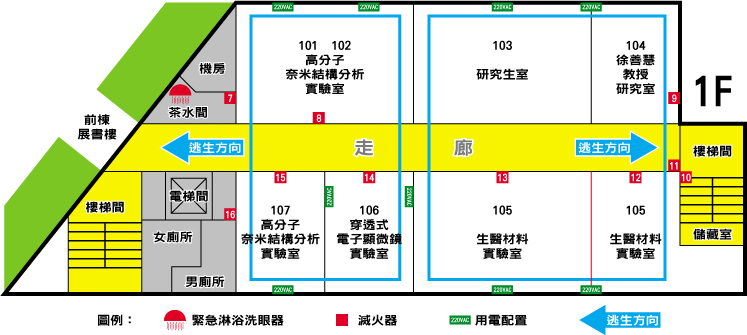 220VAC
220VAC
220VAC
220VAC
機房
101 102
高分子
奈米結構分析
實驗室
103
研究生室
104
徐善慧
教授
研究室
1F
7
茶水間
8
9
前棟
展書樓
逃生方向
走 廊
逃生方向
樓梯間
11
10
15
14
13
12
電梯間
220VAC
220VAC
樓梯間
16
107
高分子
奈米結構分析
實驗室
106
穿透式
電子顯微鏡
實驗室
105
生醫材料
實驗室
105
生醫材料
實驗室
女廁所
儲藏室
男廁所
220VAC
220VAC
220VAC
220VAC
圖例：
緊急淋浴洗眼器
滅火器
220VAC 用電配置
逃生方向